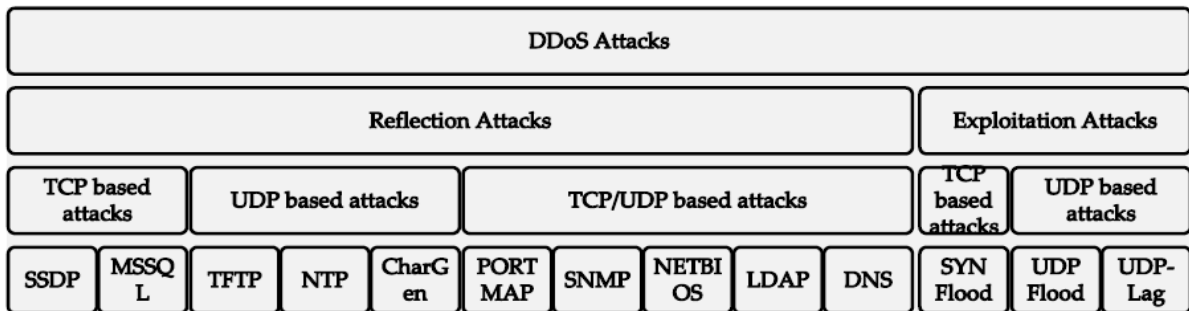 DDoS Attacks
Reflection Attacks
Exploitation Attacks
TCP based
attacks
UDP based attacks
TCP/UDP based attacks
TCP
based
attacks
UDP based
attacks
SSDP
MSSQ
L
TFTP
NTP
CharG
en
PORT
MAP
SNMP
NETBI
OS
LDAP
DNS
SYN
Flood
UDP
Flood
UDP-
Lag